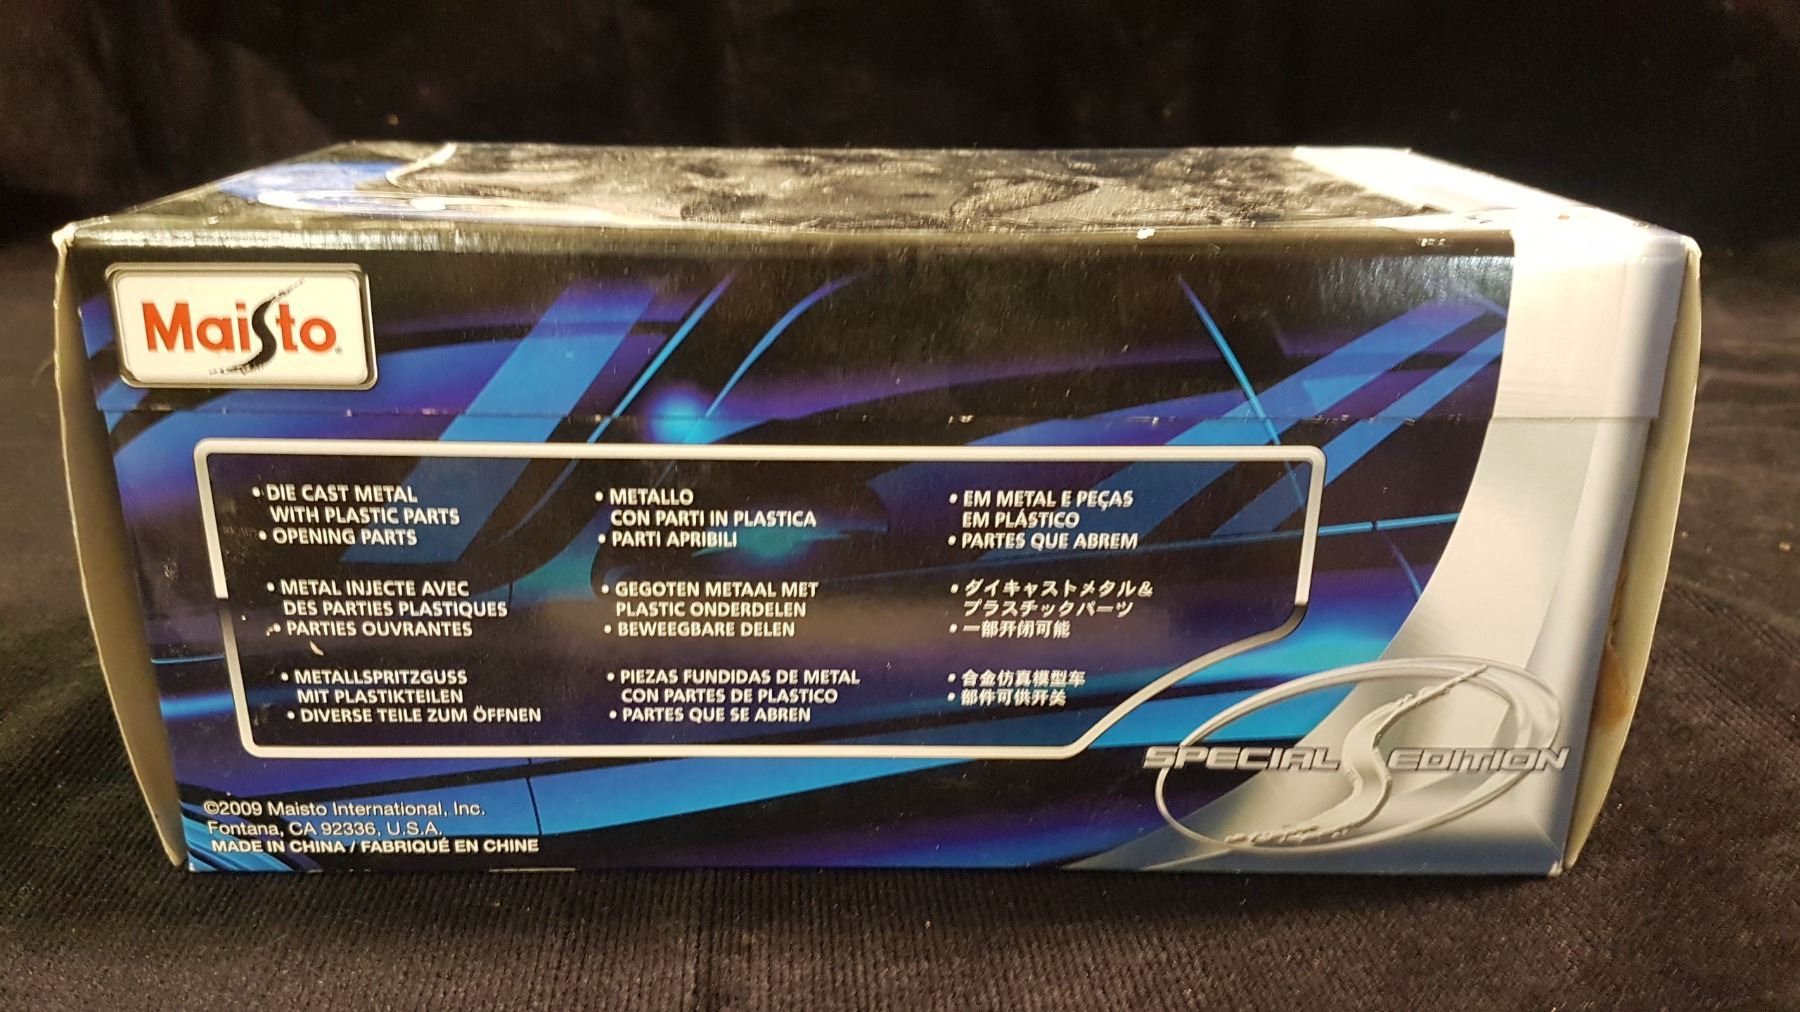 Maisto
• DIE CAST METAL
WITH PLASTIC PARTS
• OPENING PARTS
• METAL INJECTE AVEC
DES PARTIES PLASTIQUES
• PARTIES OUVRANTES
• METALLSPRITZGUSS
MIT PLASTIKTEILEN
• DIVERSE TEILE ZUM ÖFFNEN
• METALLO
CON PARTI IN PLASTICA
• PARTI APRIBILI
• GEGOTEN METAAL MET
PLASTIC ONDERDELEN
• BEWEEGBARE DELEN
• PIEZAS FUNDIDAS DE METAL
CON PARTES DE PLASTICO
• PARTES QUE SE ABREN
• EM METAL E PEÇAS
EM PLÁSTICO
• PARTES QUE ABREM
• ダイキャストメタル&
プラスチックパーツ
• 一部开闭可能
• 合金仿真模型车
• 部件可供开关
SPECIAL EDITION
©2009 Maisto International, Inc.
Fontana, CA 92336, U.S.A.
MADE IN CHINA / FABRIQUÉ EN CHINE